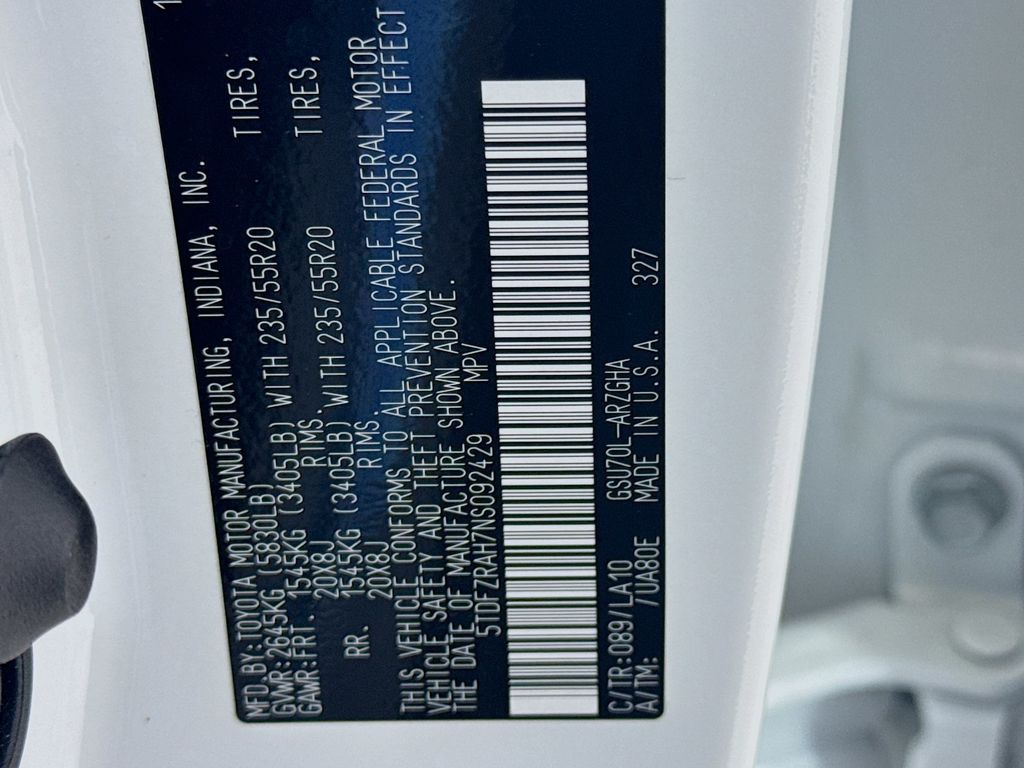 MFD.BY:TOYOTA MOTOR MANUFACTURING, INDIANA, INC.
GVWR:2645KG (5830LB)
GAWR:FRT. 1545KG (3405LB) WITH 235/55R20 TIRES,
20X8J RIMS.
RR. 1545KG (3405LB) WITH 235/55R20 TIRES,
20X8J RIMS.
THIS VEHICLE CONFORMS TO ALL APPLICABLE FEDERAL MOTOR
VEHICLE SAFETY AND THEFT PREVENTION STANDARDS IN EFFECT
THE DATE OF MANUFACTURE SHOWN ABOVE.
5TDFZRAH7NS092429 MPV
C/TR:089/LA10 GSU70L-ARZGHA
A/TM: /UA80E MADE IN U.S.A. 327